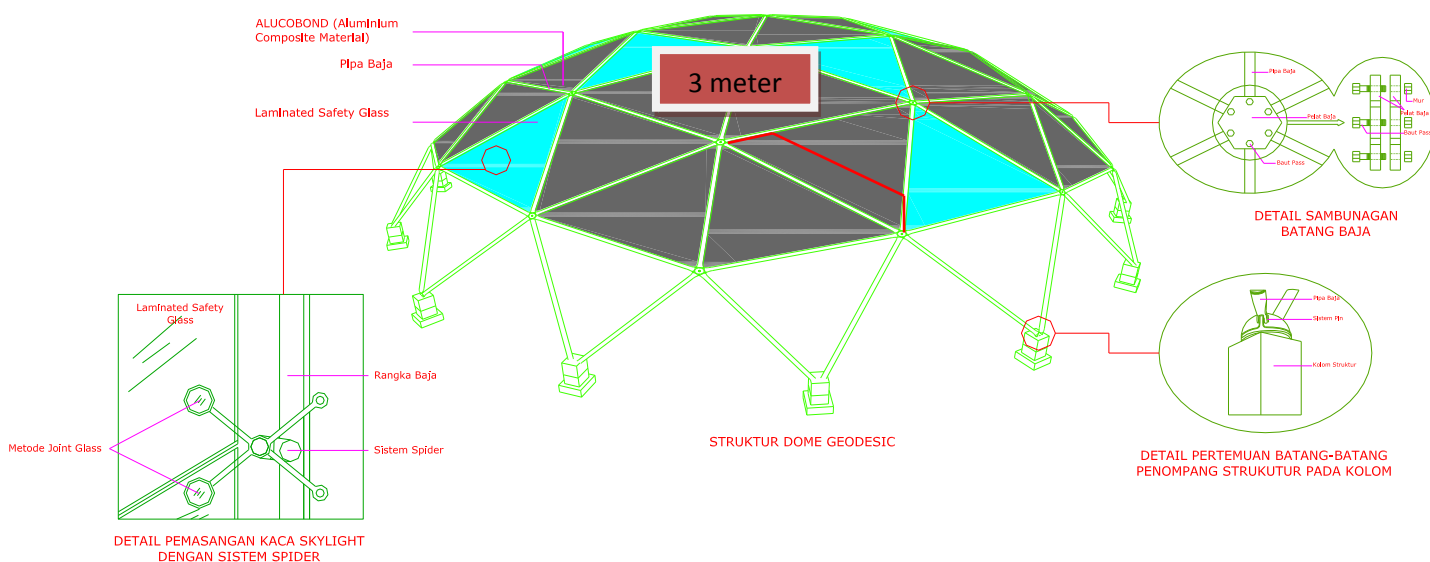 ALUCOBOND (Aluminium
Composite Material)
Pipa Baja
Laminated Safety Glass
3 meter
Pipa Baja
Pelat Baja
Baut Pass
Mur
Pelat Baja
Baut Pass
DETAIL SAMBUNAGAN
BATANG BAJA
Laminated Safety
Glass
Rangka Baja
Metode Joint Glass
Sistem Spider
DETAIL PEMASANGAN KACA SKYLIGHT
DENGAN SISTEM SPIDER
STRUKTUR DOME GEODESIC
Pipa Baja
Sistem Pin
Kolom Struktur
DETAIL PERTEMUAN BATANG-BATANG
PENOMPANG STRUKUTUR PADA KOLOM